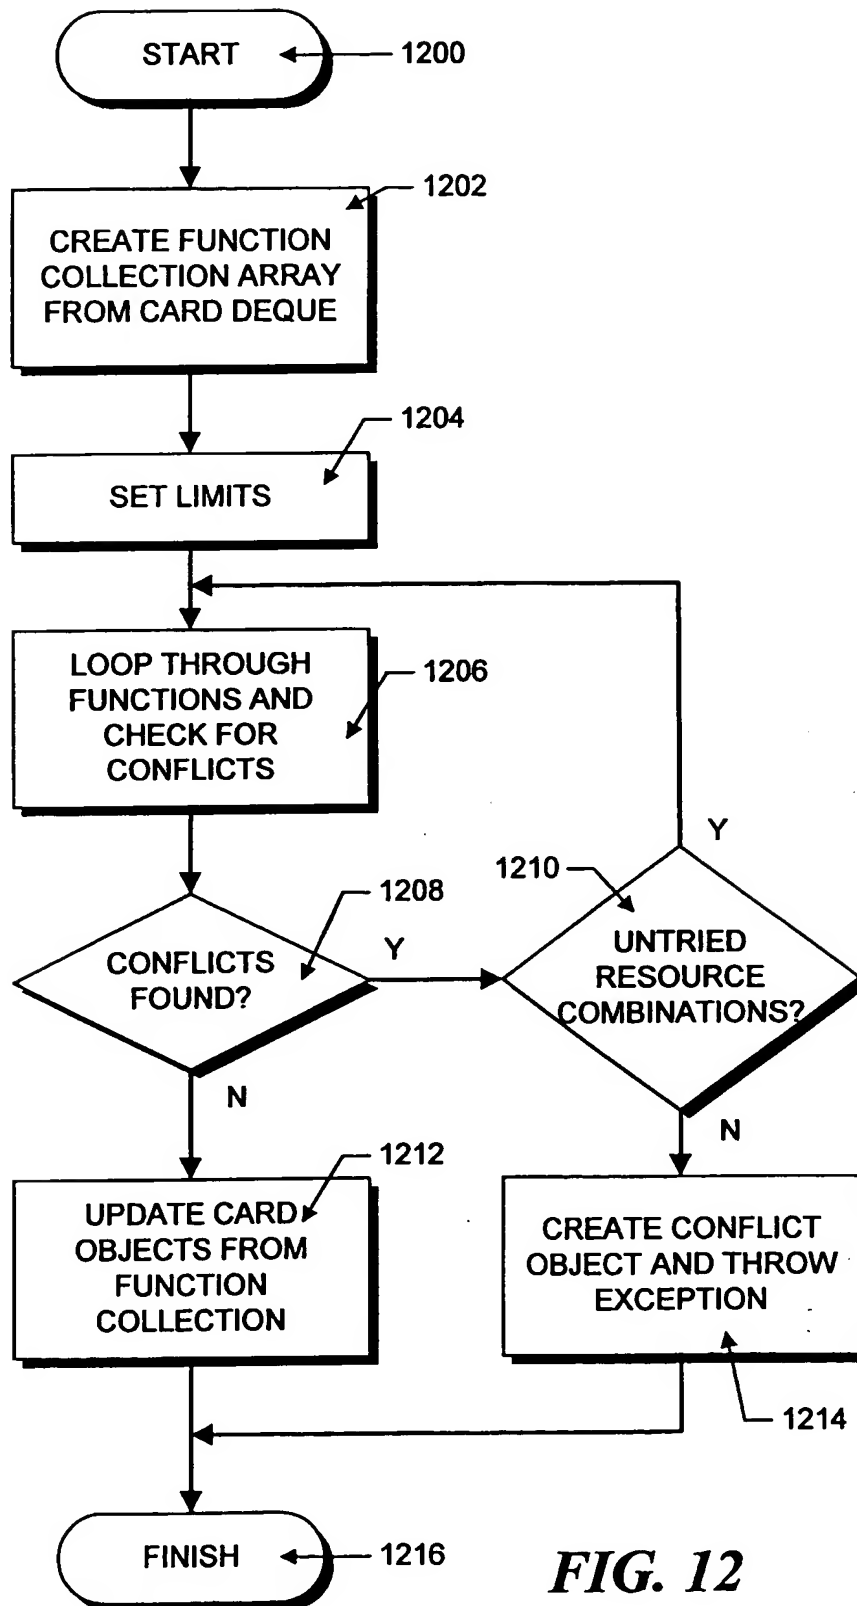 START
1200
1202
CREATE FUNCTION
COLLECTION ARRAY
FROM CARD DEQUE
1204
SET LIMITS
LOOP THROUGH
FUNCTIONS AND
CHECK FOR
CONFLICTS
1206
Y
1208
1210
CONFLICTS
FOUND?
Y
UNTRIED
RESOURCE
COMBINATIONS?
N
N
1212
UPDATE CARD
OBJECTS FROM
FUNCTION
COLLECTION
CREATE CONFLICT
OBJECT AND THROW
EXCEPTION
1214
FINISH
1216
FIG. 12